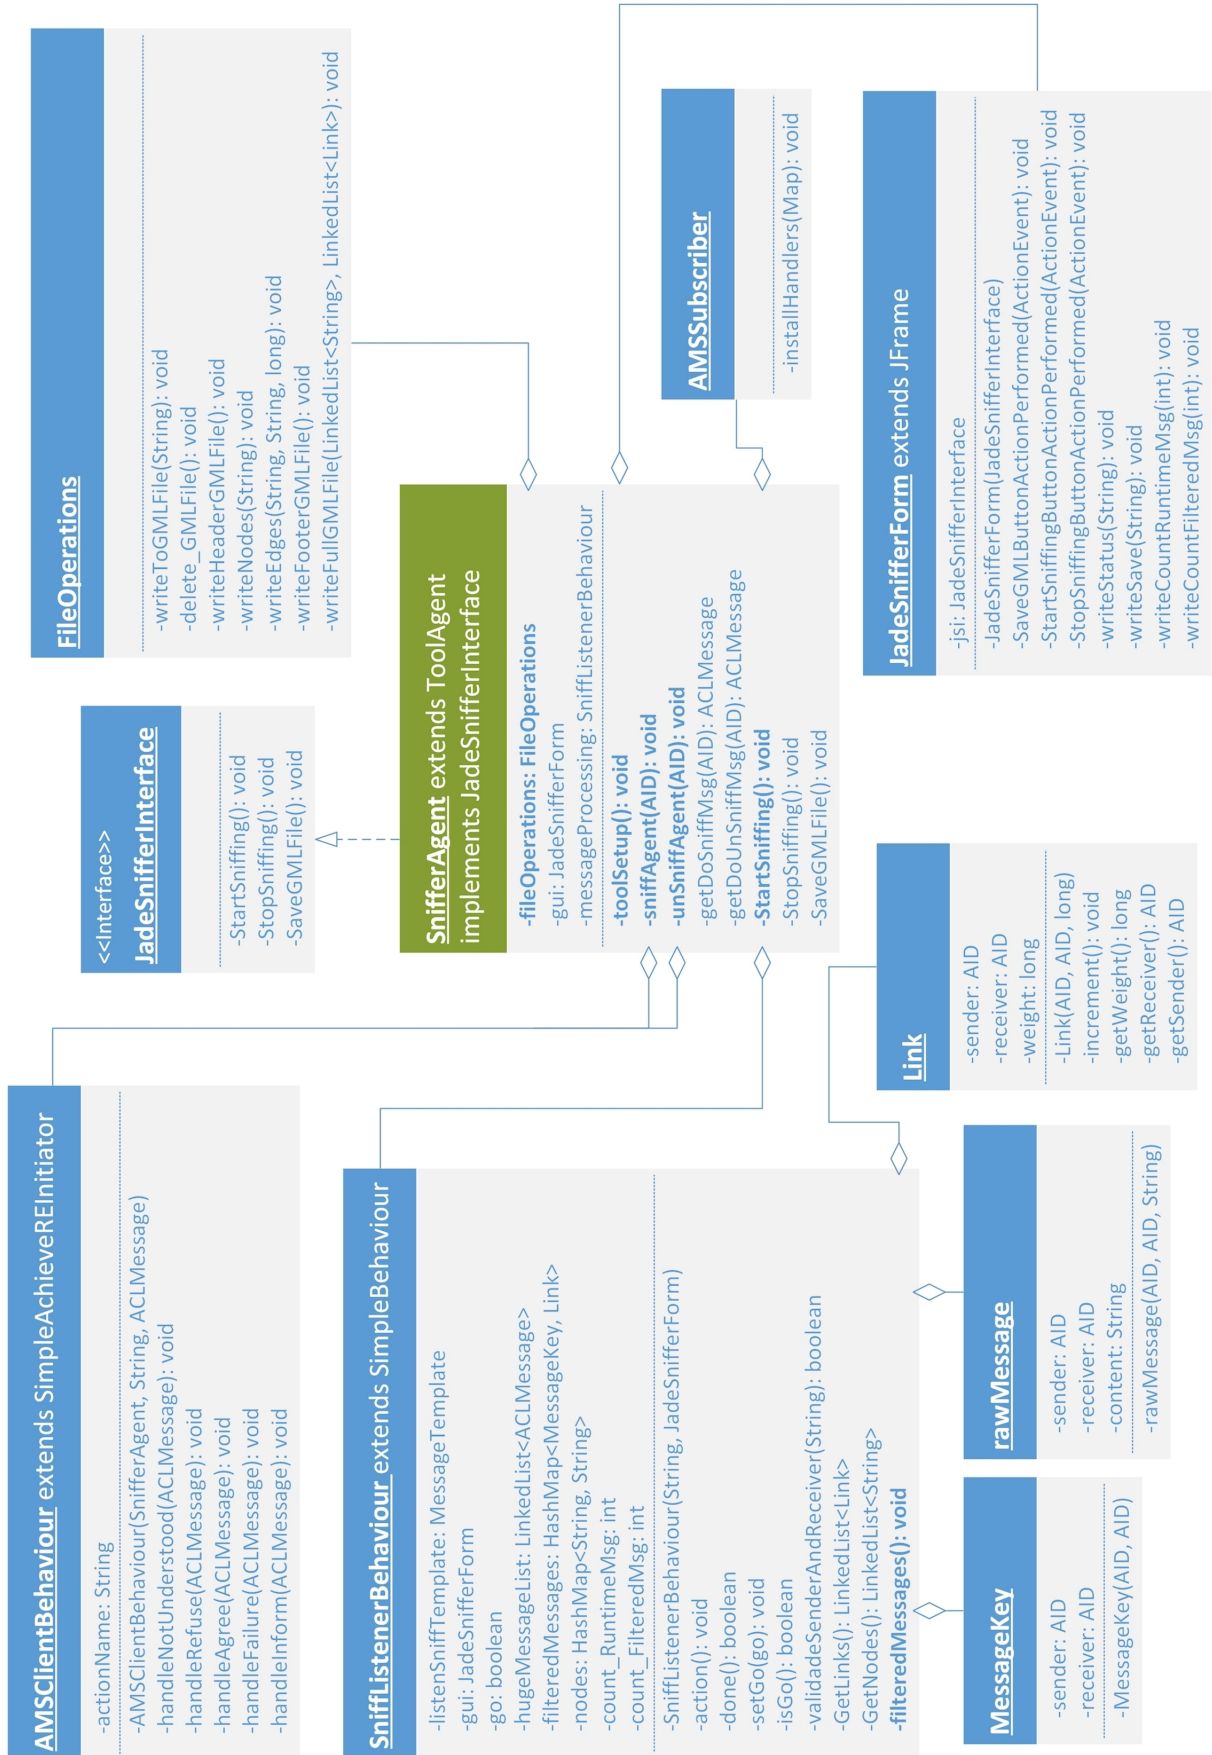 AMSClientBehaviour extends SimpleAchieveREInitiator
-actionName: String
-AMSClientBehaviour(SnifferAgent, String, ACLMessage)
-handleNotUnderstood(ACLMessage): void
-handleRefuse(ACLMessage): void
-handleAgree(ACLMessage): void
-handleFailure(ACLMessage): void
-handleInform(ACLMessage): void
<<Interface>>
JadeSnifferInterface
-StartSniffing(): void
-StopSniffing(): void
-SaveGMLFile(): void
FileOperations
-writeToGMLFile(String): void
-delete_GMLFile(): void
-writeHeaderGMLFile(): void
-writeNodes(String): void
-writeEdges(String, String, long): void
-writeFooterGMLFile(): void
-writeFullGMLFile(LinkedList<String>, LinkedList<Link>): void
SniffListenerBehaviour extends SimpleBehaviour
-listenSniffTemplate: MessageTemplate
-gui: JadeSnifferForm
-go: boolean
-hugeMessageList: LinkedList<ACLMessage>
-filteredMessages: HashMap<MessageKey, Link>
-nodes: HashMap<String, String>
-count_RuntimeMsg: int
-count_FilteredMsg: int
-SniffListenerBehaviour(String, JadeSnifferForm)
-action(): void
-done(): boolean
-setGo(go): void
-isGo(): boolean
-validadeSenderAndReceiver(String): boolean
-GetLinks(): LinkedList<Link>
-GetNodes(): LinkedList<String>
-filteredMessages(): void
SnifferAgent extends ToolAgent
implements JadeSnifferInterface
-fileOperations: FileOperations
-gui: JadeSnifferForm
-messageProcessing: SniffListenerBehaviour
-toolSetup(): void
-sniffAgent(AID): void
-unSniffAgent(AID): void
-getDoSniffMsg(AID): ACLMessage
-getDoUnSniffMsg(AID): ACLMessage
-StartSniffing(): void
-StopSniffing(): void
-SaveGMLFile(): void
AMSSubscriber
-installHandlers(Map): void
MessageKey
-sender: AID
-receiver: AID
-MessageKey(AID, AID)
rawMessage
-sender: AID
-receiver: AID
-content: String
-rawMessage(AID, AID, String)
Link
-sender: AID
-receiver: AID
-weight: long
-Link(AID, AID, long)
-increment(): void
-getWeight(): long
-getReceiver(): AID
-getSender(): AID
JadeSnifferForm extends JFrame
-jsi: JadeSnifferInterface
-JadeSnifferForm(JadeSnifferInterface)
-SaveGMLButtonActionPerformed(ActionEvent): void
-StartSniffingButtonActionPerformed(ActionEvent): void
-StopSniffingButtonActionPerformed(ActionEvent): void
-writeStatus(String): void
-writeSave(String): void
-writeCountRuntimeMsg(int): void
-writeCountFilteredMsg(int): void